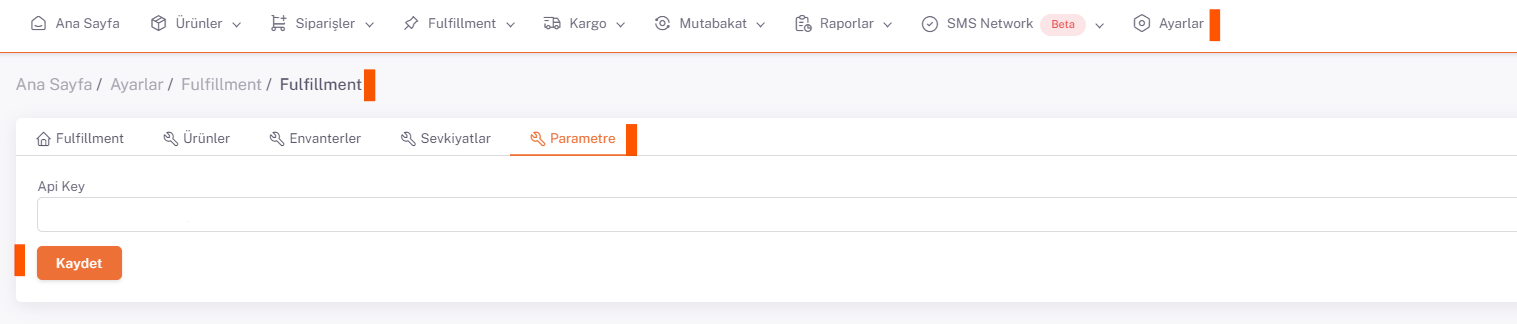 Ana Sayfa Ürünler Siparişler Fulfillment Kargo Mutabakat Raporlar SMS Network Beta Ayarlar
Ana Sayfa / Ayarlar / Fulfillment / Fulfillment
Fulfillment Ürünler Envanterler Sevkiyatlar Parametre
Api Key
Kaydet